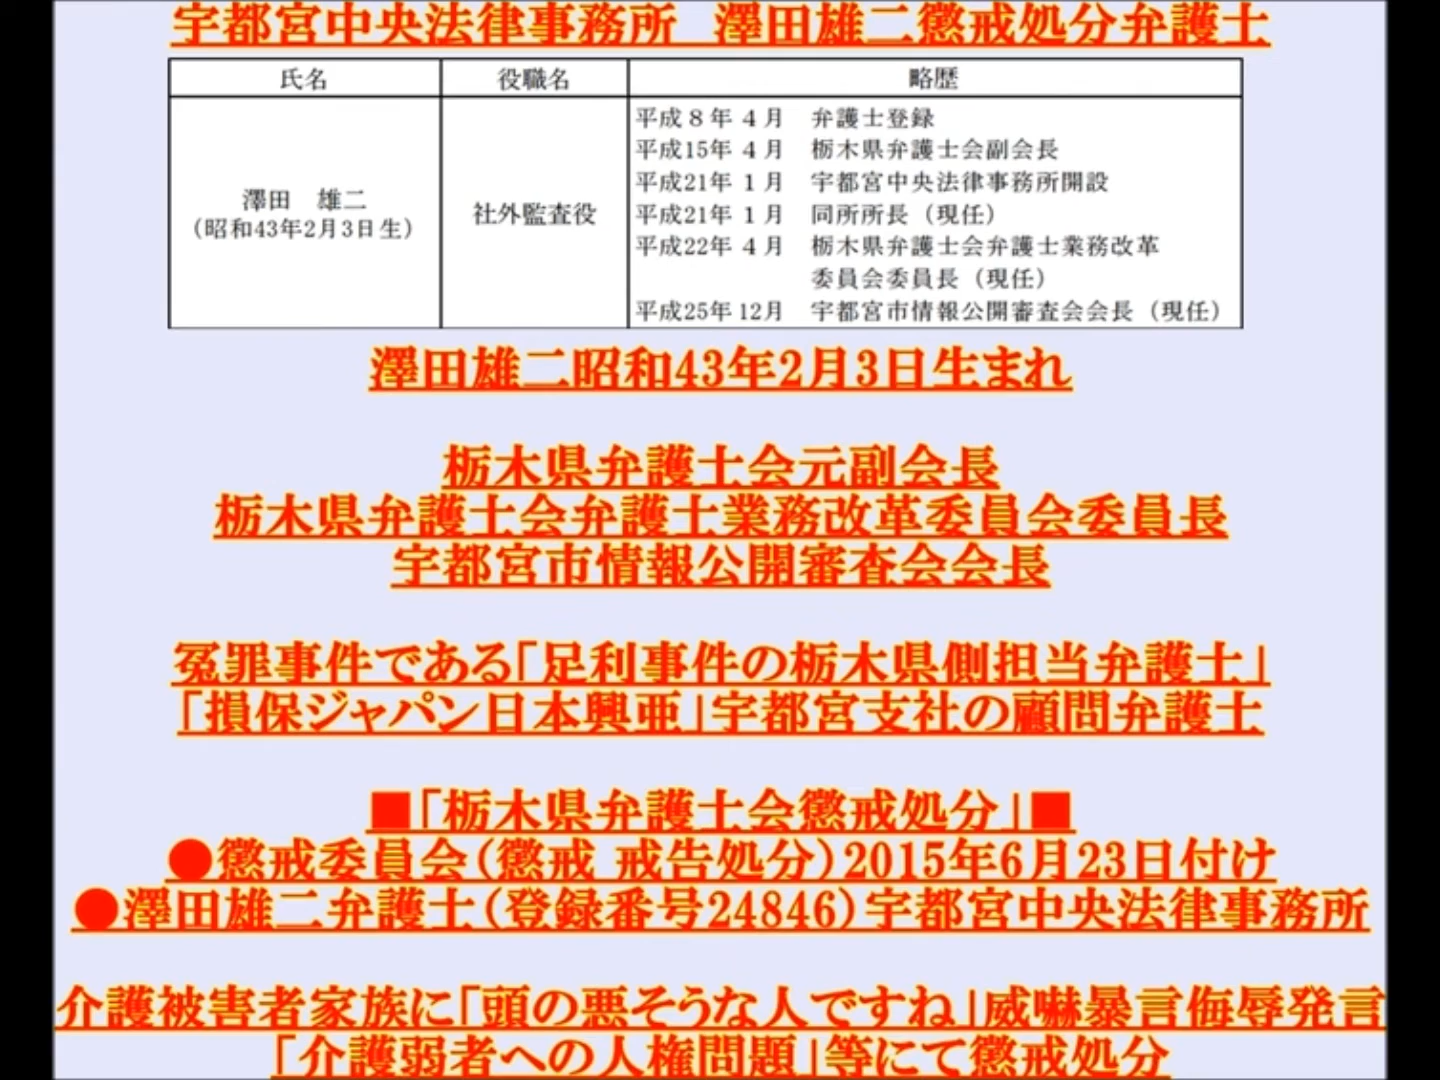 宇都宮中央法律事務所　澤田雄二懲戒処分弁護士
氏名 役職名 略歴
澤田　雄二
（昭和43年2月3日生）
社外監査役
平成８年４月　弁護士登録
平成15年４月　栃木県弁護士会副会長
平成21年１月　宇都宮中央法律事務所開設
平成21年１月　同所所長（現任）
平成22年４月　栃木県弁護士会弁護士業務改革
委員会委員長（現任）
平成25年12月　宇都宮市情報公開審査会会長（現任）
澤田雄二昭和43年2月3日生まれ
栃木県弁護士会元副会長
栃木県弁護士会弁護士業務改革委員会委員長
宇都宮市情報公開審査会会長
冤罪事件である「足利事件の栃木県側担当弁護士」
「損保ジャパン日本興亜」宇都宮支社の顧問弁護士
■「栃木県弁護士会懲戒処分」■
●懲戒委員会（懲戒 戒告処分）2015年6月23日付け
●澤田雄二弁護士（登録番号24846）宇都宮中央法律事務所
介護被害者家族に「頭の悪そうな人ですね」威嚇暴言侮辱発言
「介護弱者への人権問題」等にて懲戒処分